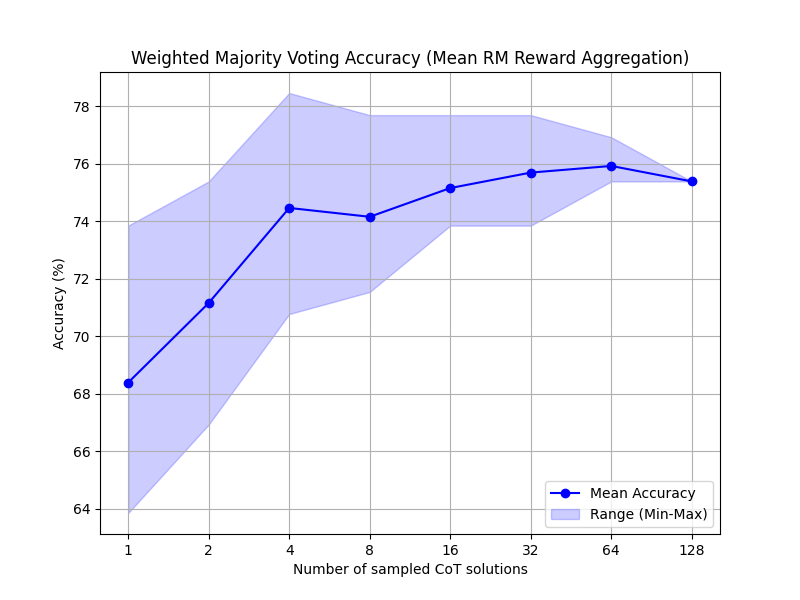 Weighted Majority Voting Accuracy (Mean RM Reward Aggregation)
78
76
74
72
70
68
66
64
Accuracy (%)
Mean Accuracy
Range (Min-Max)
1 2 4 8 16 32 64 128
Number of sampled CoT solutions